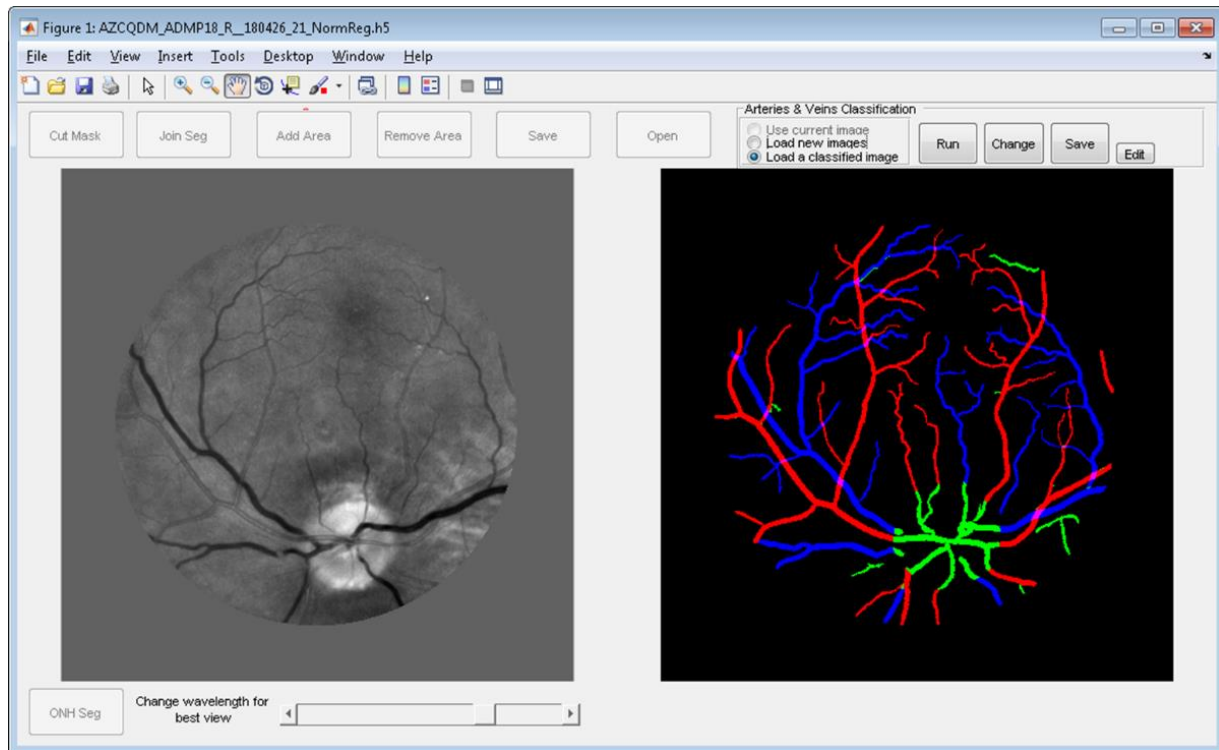 Figure 1: AZCQDM_ADMP18_R__180426_21_NormReg.h5
File Edit View Insert Tools Desktop Window Help
Cut Mask Join Seg Add Area Remove Area Save Open
Arteries & Veins Classification
Use current image
Load new images
Load a classified image
Run Change Save Edit
ONH Seg
Change wavelength for
best view